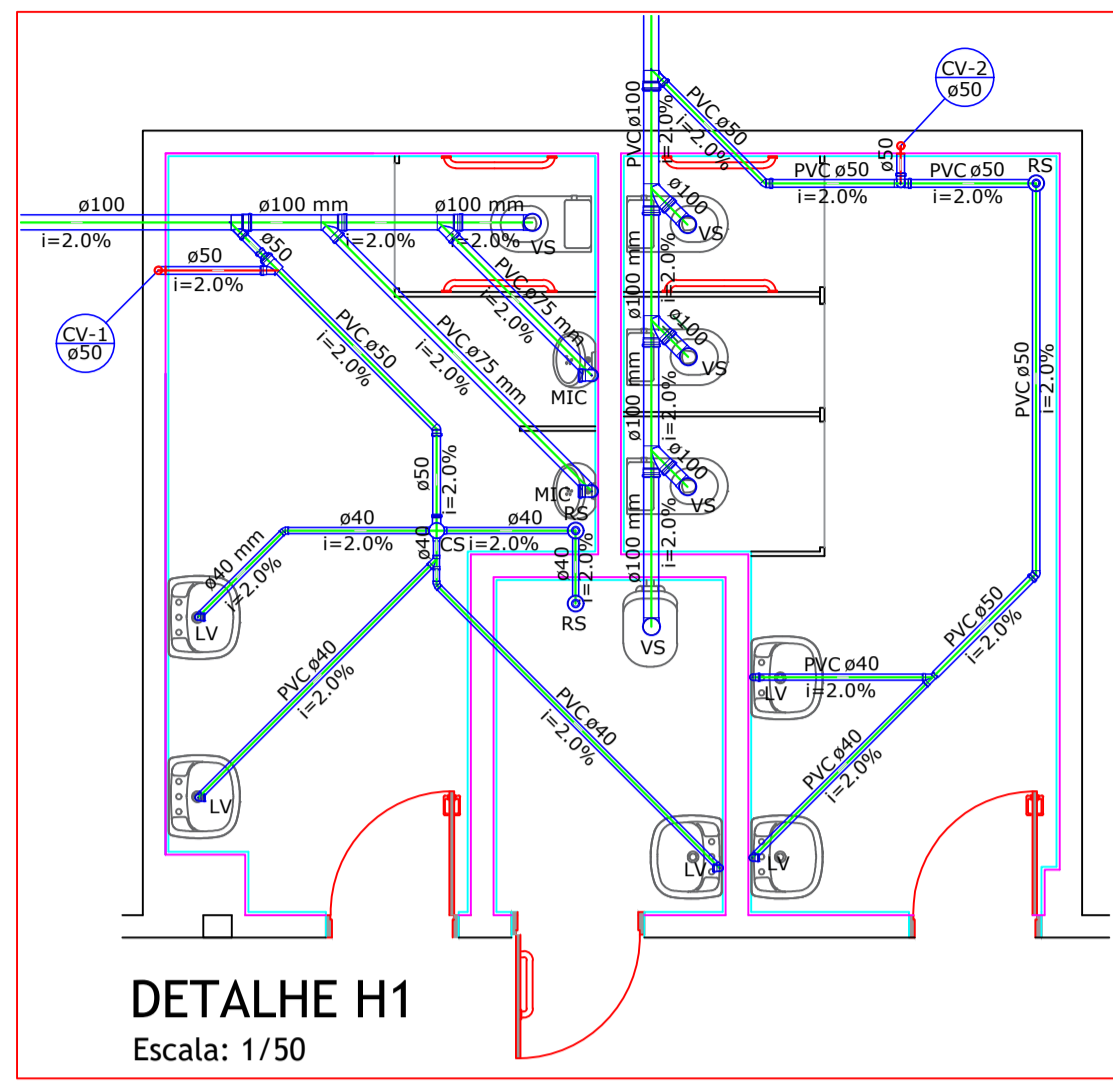 CV-2
ø50
PVC ø100
i=2.0%
PVC ø50
i=2.0%
ø50
PVC ø50
i=2.0%
PVC ø50
i=2.0%
RS
ø100
i=2.0%
ø100 mm
i=2.0%
ø100 mm
i=2.0%
VS
ø100
VS
ø50
i=2.0%
ø50
CV-1
ø50
PVC ø50
i=2.0%
PVC ø75 mm
i=2.0%
PVC ø75 mm
i=2.0%
MIC
MIC
ø100 mm
i=2.0%
ø100
VS
ø100 mm
i=2.0%
ø100
VS
ø100 mm
i=2.0%
VS
PVC ø50
i=2.0%
ø50
i=2.0%
ø40
i=2.0%
CS
ø40
i=2.0%
RS
ø40
ø40
i=2.0%
RS
ø40 mm
i=2.0%
LV
PVC ø40
i=2.0%
LV
PVC ø40
i=2.0%
LV
PVC ø50
i=2.0%
PVC ø40
i=2.0%
LV
PVC ø40
i=2.0%
LV
DETALHE H1
Escala: 1/50